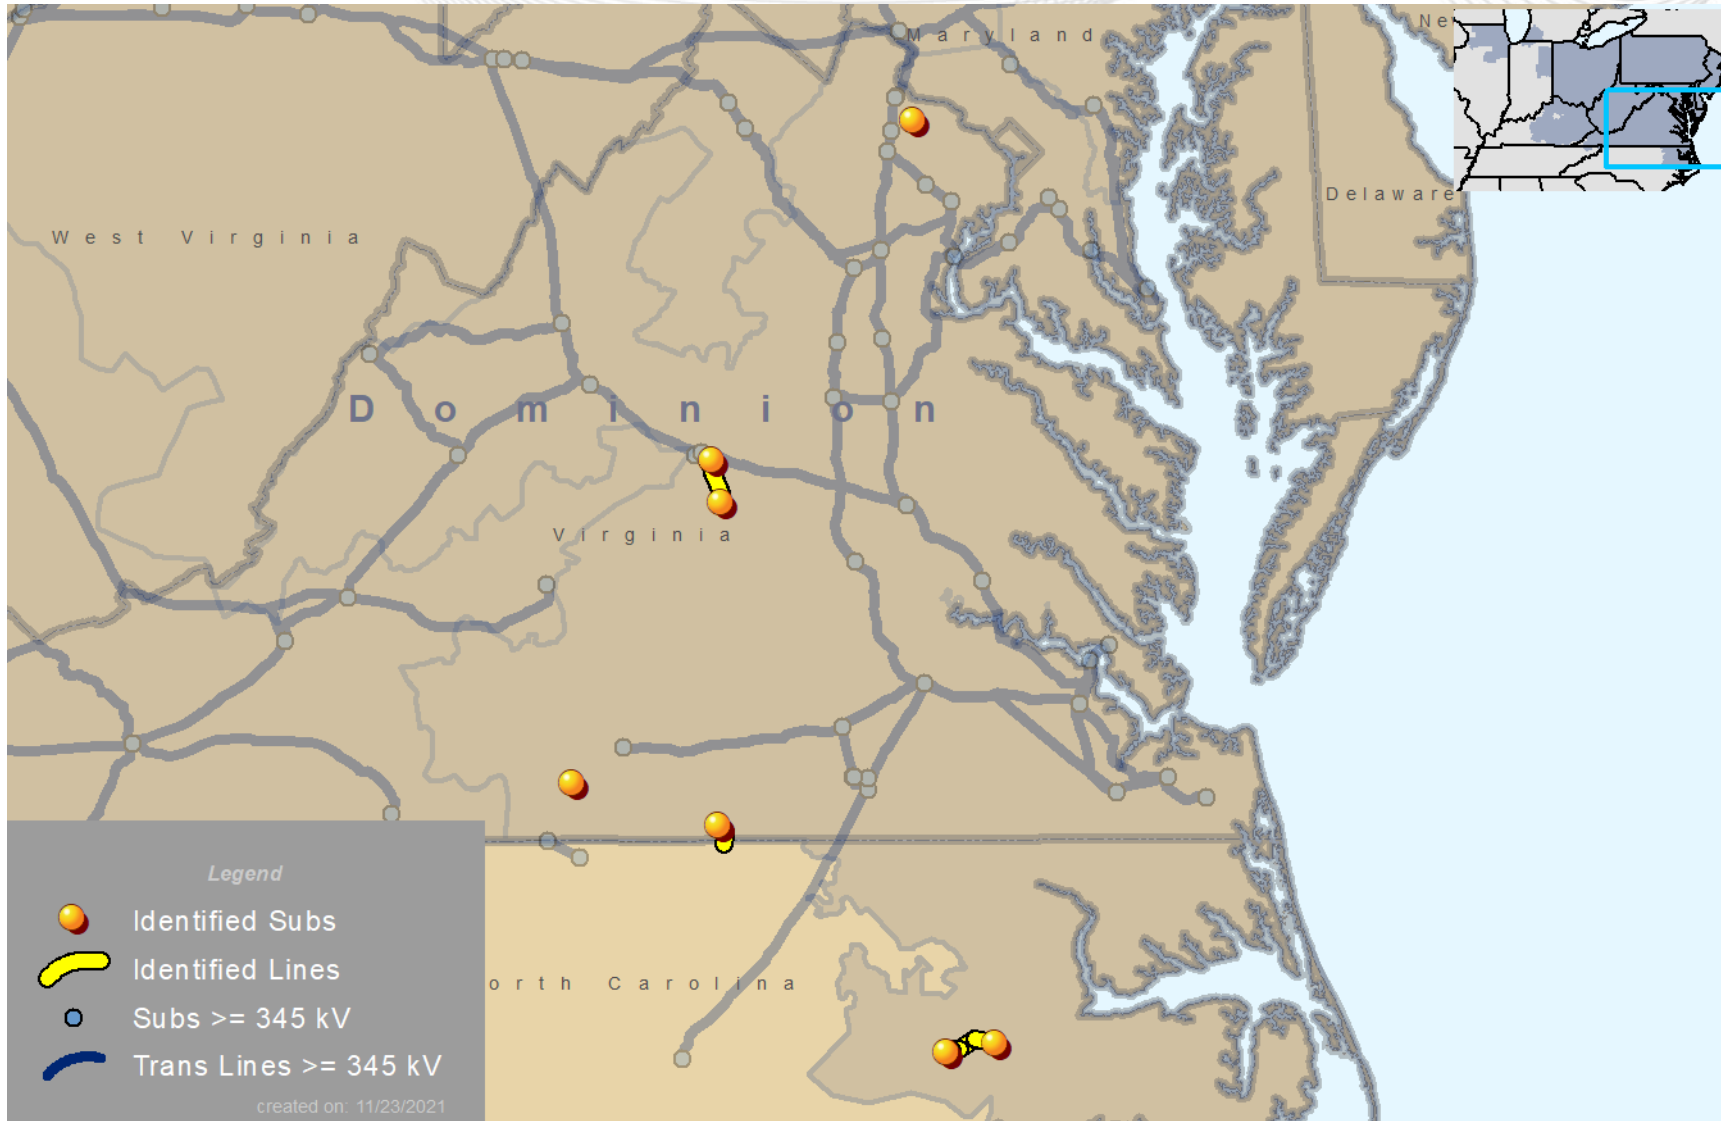 Maryland
Ne
Delaware
West Virginia
Dominion
Virginia
orth Carolina
Legend
Identified Subs
Identified Lines
Subs >= 345 kV
Trans Lines >= 345 kV
created on: 11/23/2021